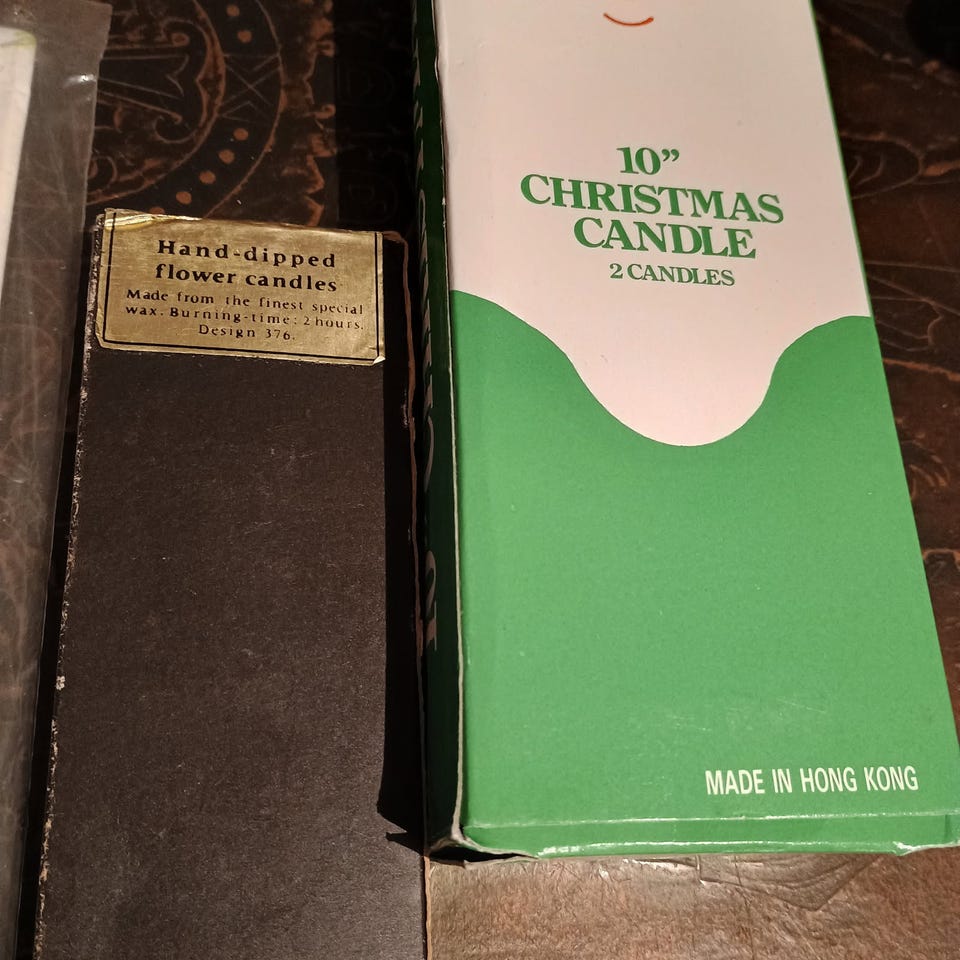 Hand-dipped
flower candles
Made from the finest special
wax. Burning-time: 2 hours.
Design 376.
10”
CHRISTMAS
CANDLE
2 CANDLES
MADE IN HONG KONG